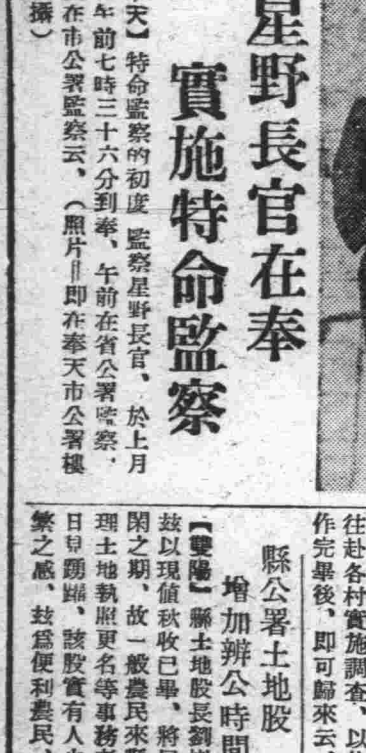 星野長官在奉
實施特命監察
天】特命監察的初度 監察星野長官、於上月
午前七時三十六分到奉、午前在省公署監察、
在市公署監察云、（照片‖即在奉天市公署樓
攝）
往赴各村實施調查、以
作完畢後、即可歸來云、
縣公署土地股
增加辦公時間
【雙陽】縣土地股長劉
茲以現値秋收已畢、將
閑之期、故一般農民來
理土地執照更名等事務
日見踴躍、該股實有人
繁之感、茲爲便利農民、